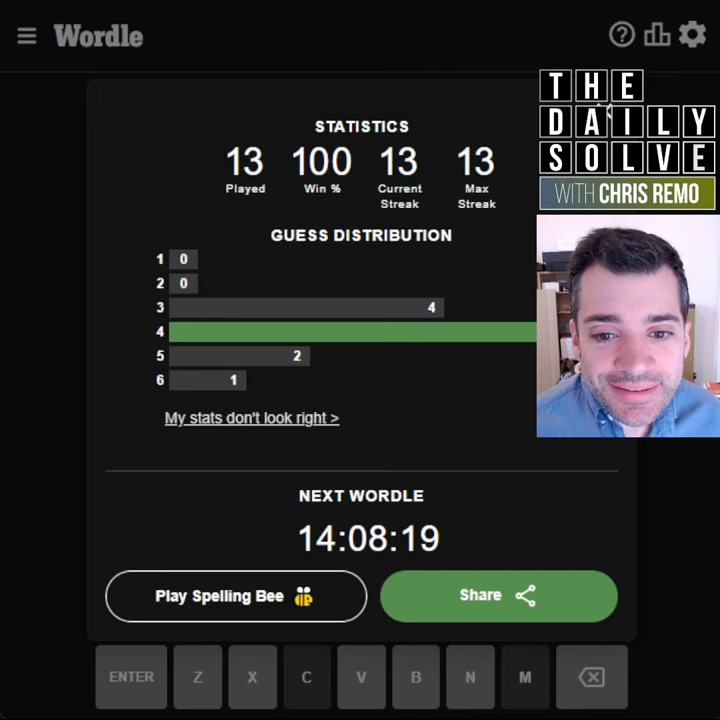 Wordle
THE
DAILY
SOLVE
WITH CHRIS REMO
STATISTICS
13 100 13 13
Played Win % Current Streak Max Streak
GUESS DISTRIBUTION
1 0
2 0
3 4
4
5 2
6 1
My stats don't look right >
NEXT WORDLE
14:08:19
Play Spelling Bee
Share
ENTER Z X C V B N M